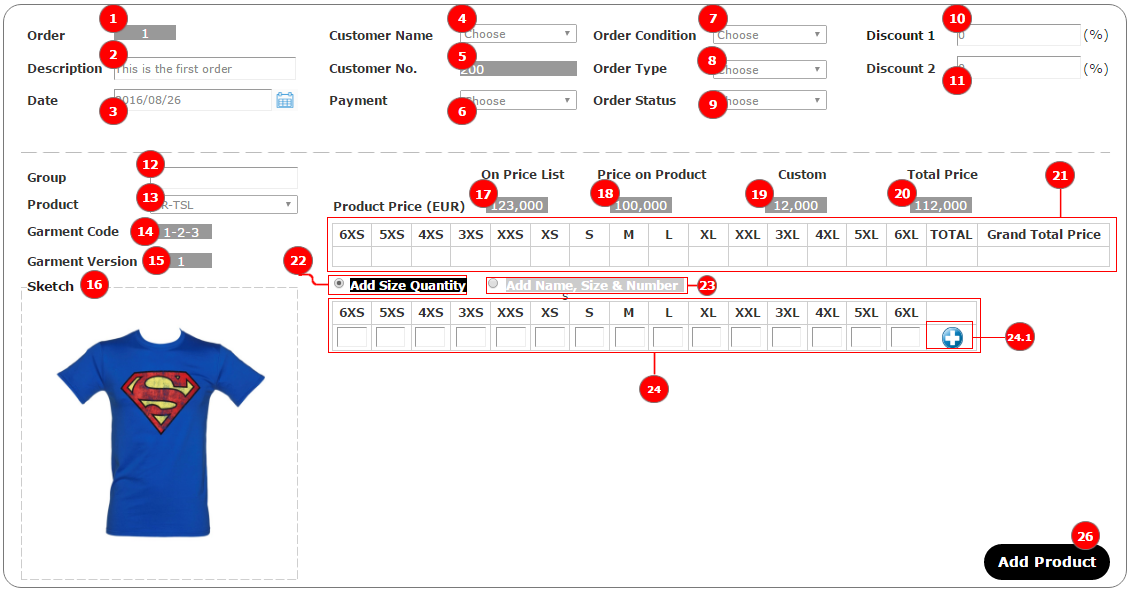 1 4 7 10
Order 1 Customer Name Choose Order Condition Choose Discount 1 0 (%)
2 5 8
Description This is the first order Customer No. 200 Order Type Choose Discount 2 (%)
11
Date 2016/08/26 Payment Choose Order Status Choose
3 6 9
12
Group On Price List Price on Product Custom Total Price 21
13 17 18 19 20
Product R-TSL Product Price (EUR) 123,000 100,000 12,000 112,000
Garment Code 14 1-2-3 6XS 5XS 4XS 3XS XXS XS S M L XL XXL 3XL 4XL 5XL 6XL TOTAL Grand Total Price
Garment Version 15 1 22
Sketch 16 Add Size Quantity Add Name, Size & Number 23
s
6XS 5XS 4XS 3XS XXS XS S M L XL XXL 3XL 4XL 5XL 6XL
24.1
24
S
26
Add Product